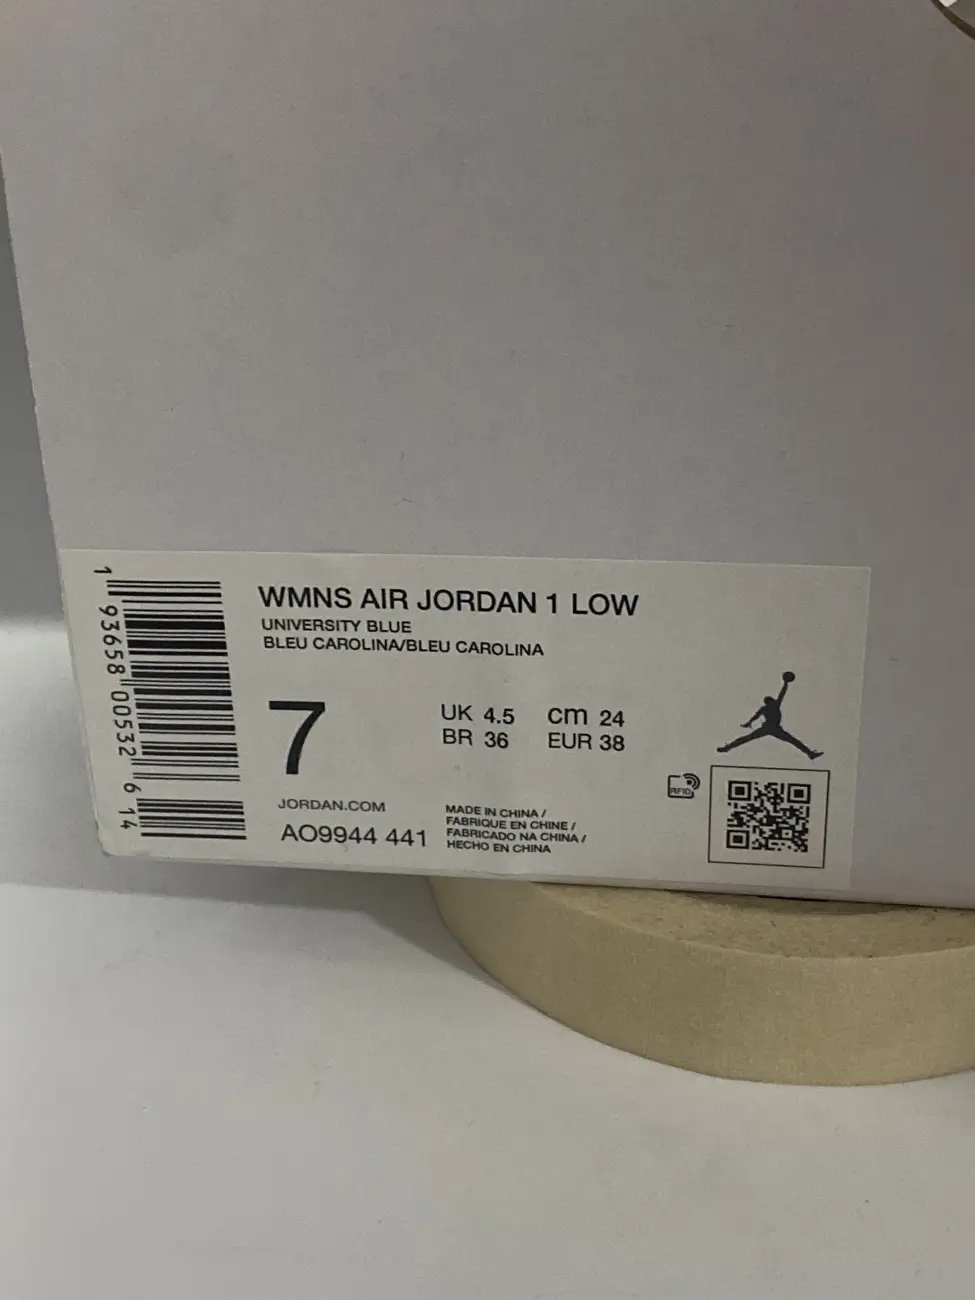 WMNS AIR JORDAN 1 LOW
UNIVERSITY BLUE
BLEU CAROLINA/BLEU CAROLINA
7
UK 4.5 cm 24
BR 36 EUR 38
JORDAN.COM
AO9944 441
MADE IN CHINA /
FABRIQUE EN CHINE /
FABRICADO NA CHINA /
HECHO EN CHINA
RFID
1 93658 00532 6 14